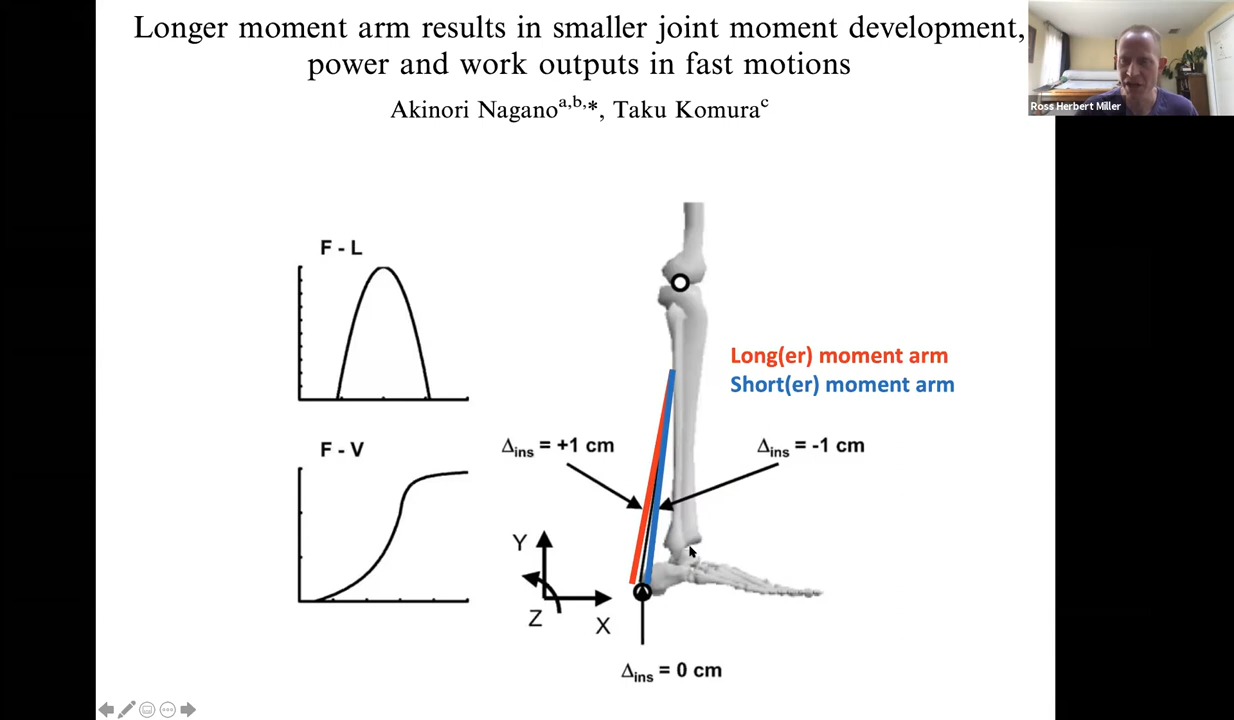 Longer moment arm results in smaller joint moment development,
power and work outputs in fast motions
Akinori Naganoa,b,*, Taku Komurac
Ross Herbert Miller
F - L
Long(er) moment arm
Short(er) moment arm
F - V
Δins = +1 cm
Δins = -1 cm
Y
Z
X
Δins = 0 cm